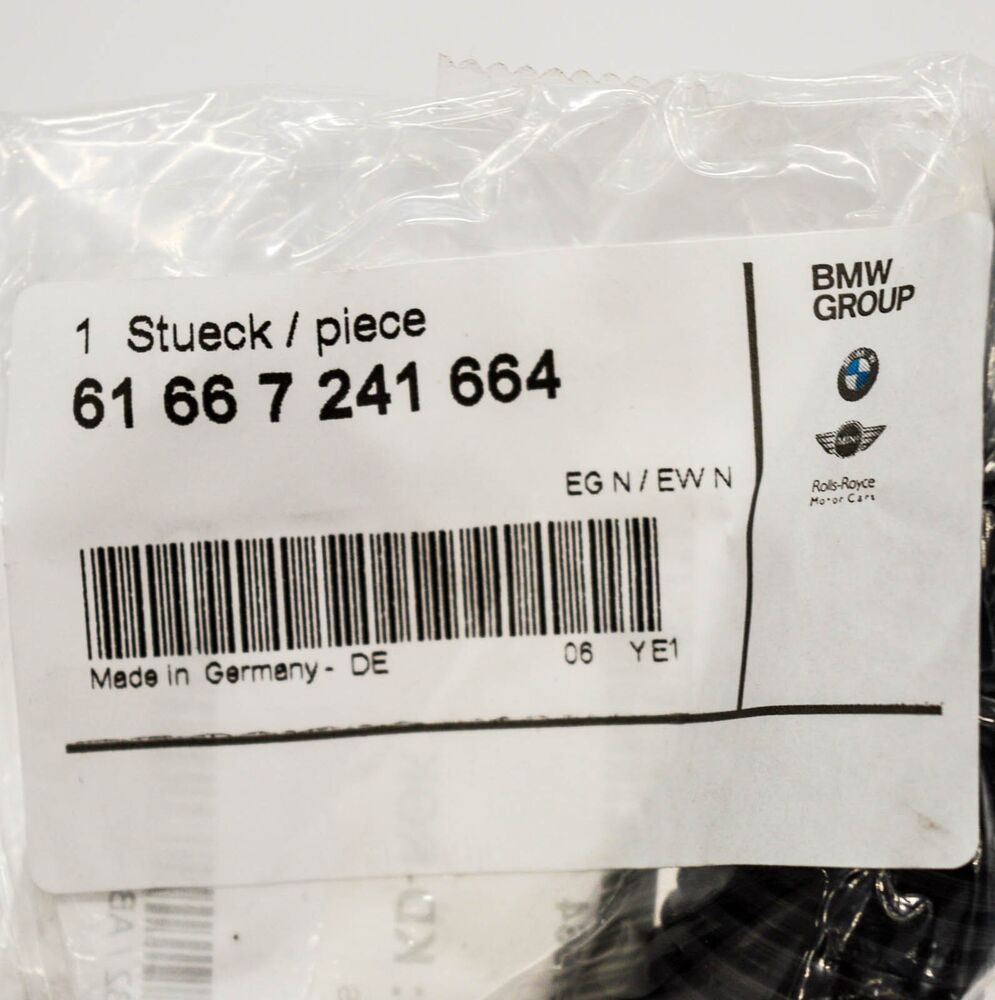 1 Stueck / piece
61 66 7 241 664
EG N / EW N
Made in Germany - DE
06 YE1
BMW
GROUP
MINI
Rolls-Royce
Motor Cars